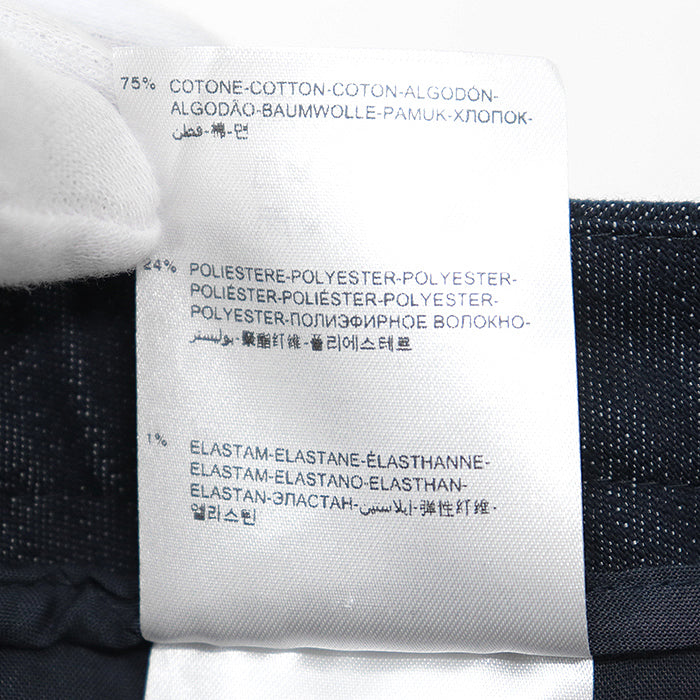 75% COTONE-COTTON-COTON-ALGODÓN-
ALGODÃO-BAUMWOLLE-PAMUK-ХЛОПОК-
قطن-棉-면
24% POLIESTERE-POLYESTER-POLYESTER-
POLIÉSTER-POLIÉSTER-POLYESTER-
POLYESTER-ПОЛИЭФИРНОЕ ВОЛОКНО-
بوليستر-聚酯纤维-폴리에스테르
1% ELASTAM-ELASTANE-ÉLASTHANNE-
ELASTAM-ELASTANO-ELASTHAN-
ELASTAN-ЭЛАСТАН-إيلاستين-弹性纤维-
엘라스틴